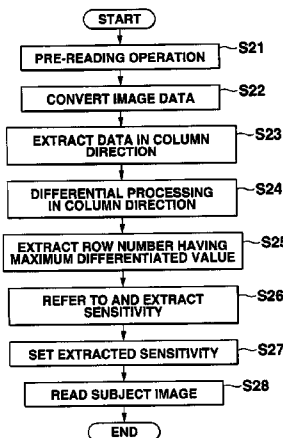 START
PRE-READING OPERATION S21
CONVERT IMAGE DATA S22
EXTRACT DATA IN COLUMN S23
DIRECTION
DIFFERENTIAL PROCESSING S24
IN COLUMN DIRECTION
EXTRACT ROW NUMBER HAVING S25
MAXIMUM DIFFERENTIATED VALUE
REFER TO AND EXTRACT S26
SENSITIVITY
SET EXTRACTED SENSITIVITY S27
READ SUBJECT IMAGE S28
END